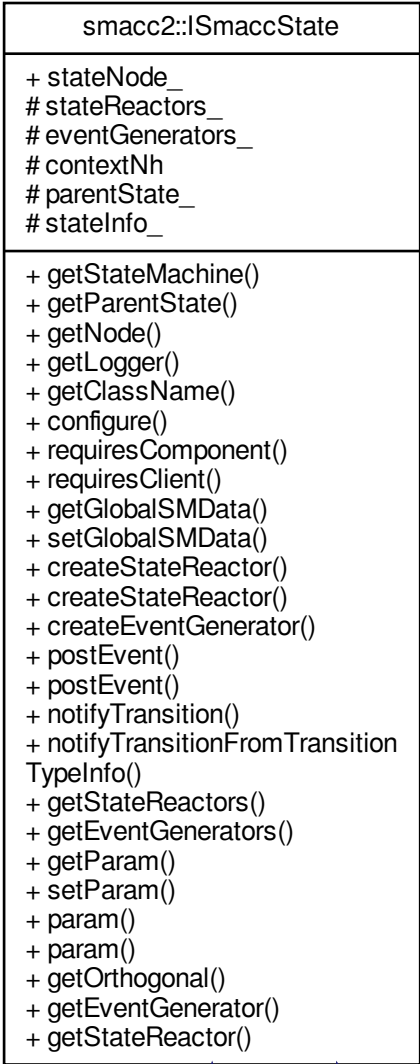 smacc2::ISmaccState
+ stateNode_
# stateReactors_
# eventGenerators_
# contextNh
# parentState_
# stateInfo_
+ getStateMachine()
+ getParentState()
+ getNode()
+ getLogger()
+ getClassName()
+ configure()
+ requiresComponent()
+ requiresClient()
+ getGlobalSMData()
+ setGlobalSMData()
+ createStateReactor()
+ createStateReactor()
+ createEventGenerator()
+ postEvent()
+ postEvent()
+ notifyTransition()
+ notifyTransitionFromTransition
TypeInfo()
+ getStateReactors()
+ getEventGenerators()
+ getParam()
+ setParam()
+ param()
+ param()
+ getOrthogonal()
+ getEventGenerator()
+ getStateReactor()